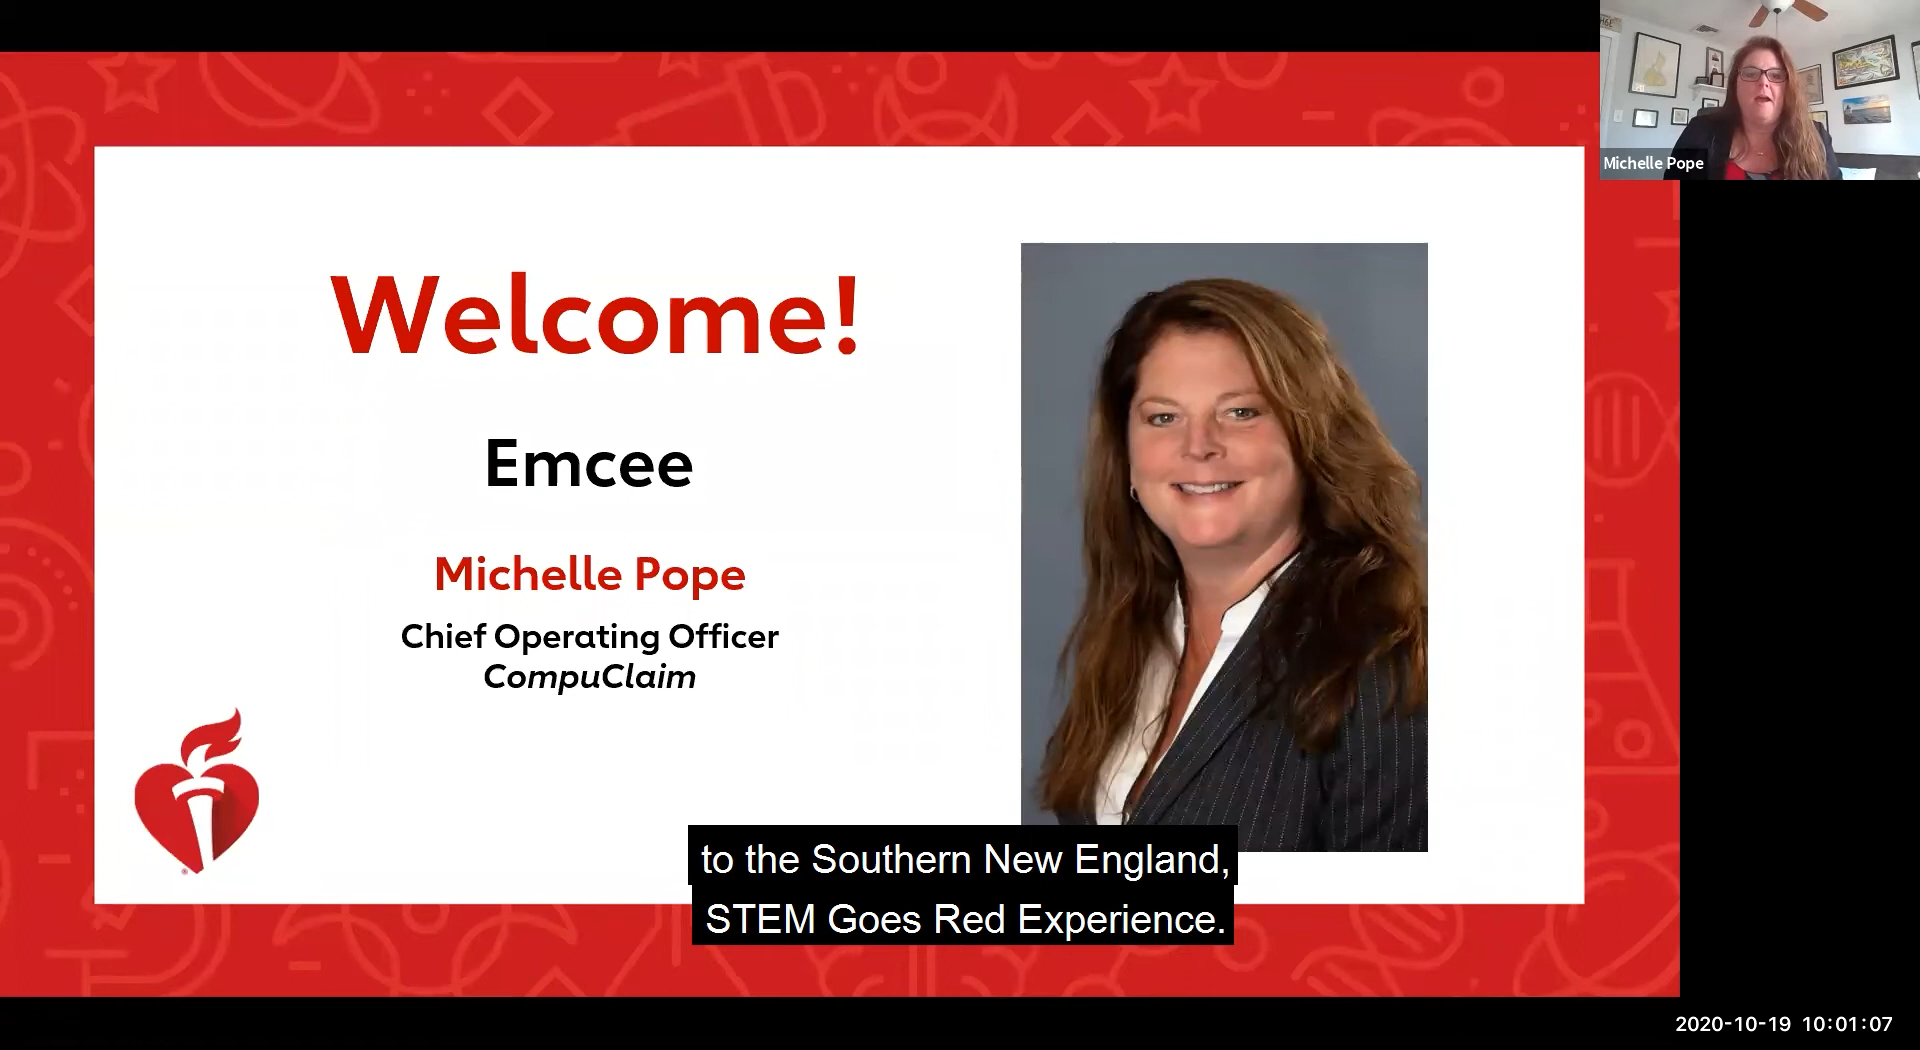 Michelle Pope
Welcome!
Emcee
Michelle Pope
Chief Operating Officer
CompuClaim
to the Southern New England,
STEM Goes Red Experience.
2020-10-19 10:01:07